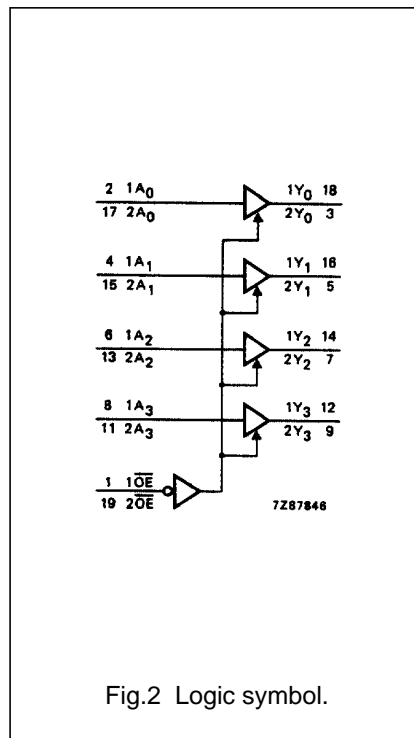 2 1A0 1Y0 18
17 2A0 2Y0 3
4 1A1 1Y1 16
15 2A1 2Y1 5
6 1A2 1Y2 14
13 2A2 2Y2 7
8 1A3 1Y3 12
11 2A3 2Y3 9
1 1O̅E̅
19 2O̅E̅ 7Z87846
Fig.2 Logic symbol.